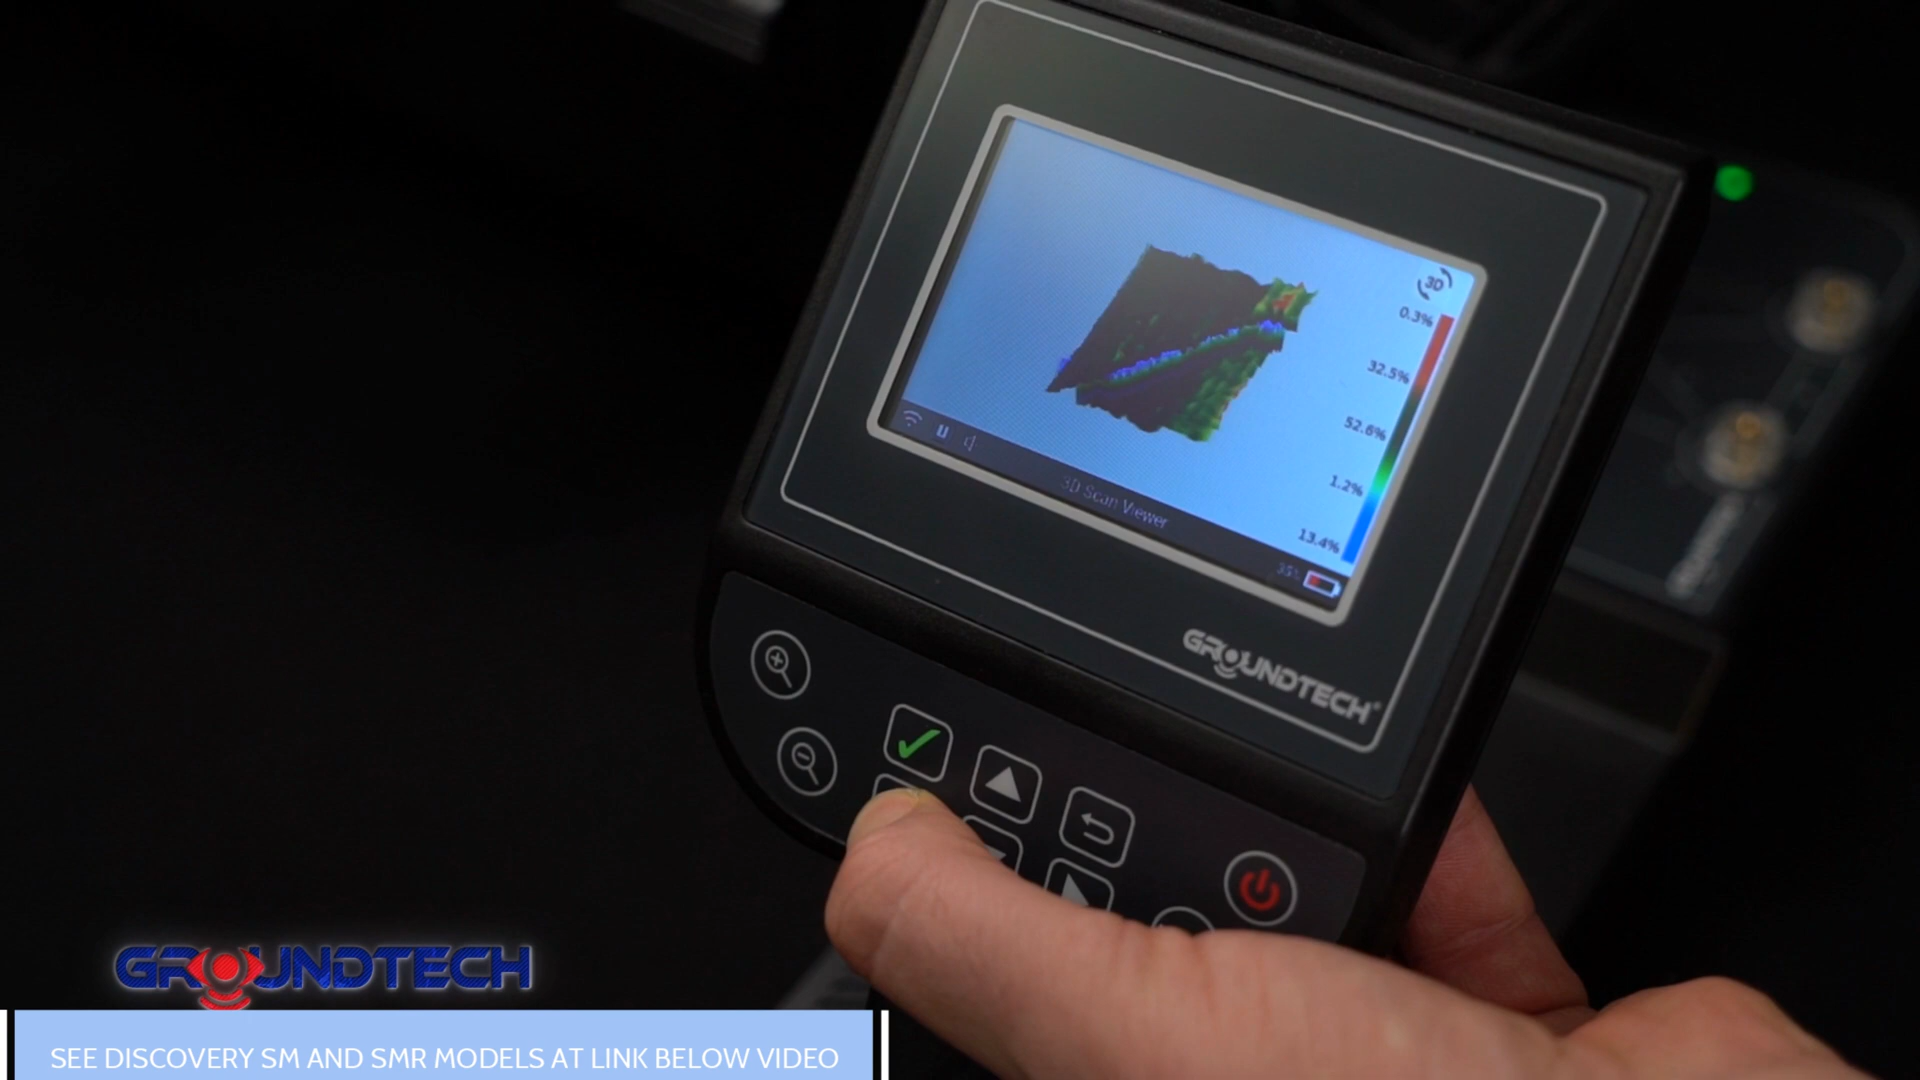 3D
0.3%
32.5%
52.6%
1.2%
13.4%
3D Scan Viewer
35%
GROUNDTECH
GROUNDTECH
SEE DISCOVERY SM AND SMR MODELS AT LINK BELOW VIDEO